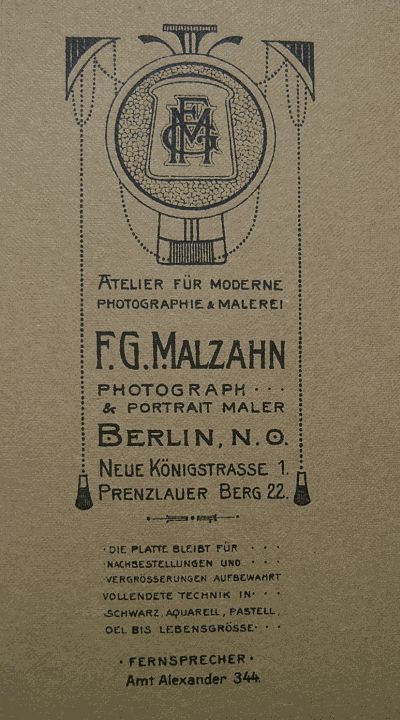 FGM
ATELIER FÜR MODERNE
PHOTOGRAPHIE & MALEREI
F.G.MALZAHN
PHOTOGRAPH · · ·
& PORTRAIT MALER
BERLIN, N.O.
NEUE KÖNIGSTRASSE 1.
PRENZLAUER BERG 22.
· DIE PLATTE BLEIBT FÜR · · ·
NACHBESTELLUNGEN UND · · ·
VERGRÖSSERUNGEN AUFBEWAHRT
VOLLENDETE TECHNIK IN · · ·
SCHWARZ, AQUARELL, PASTELL,
OEL BIS LEBENSGRÖSSE · · ·
· FERNSPRECHER ·
Amt Alexander 344.